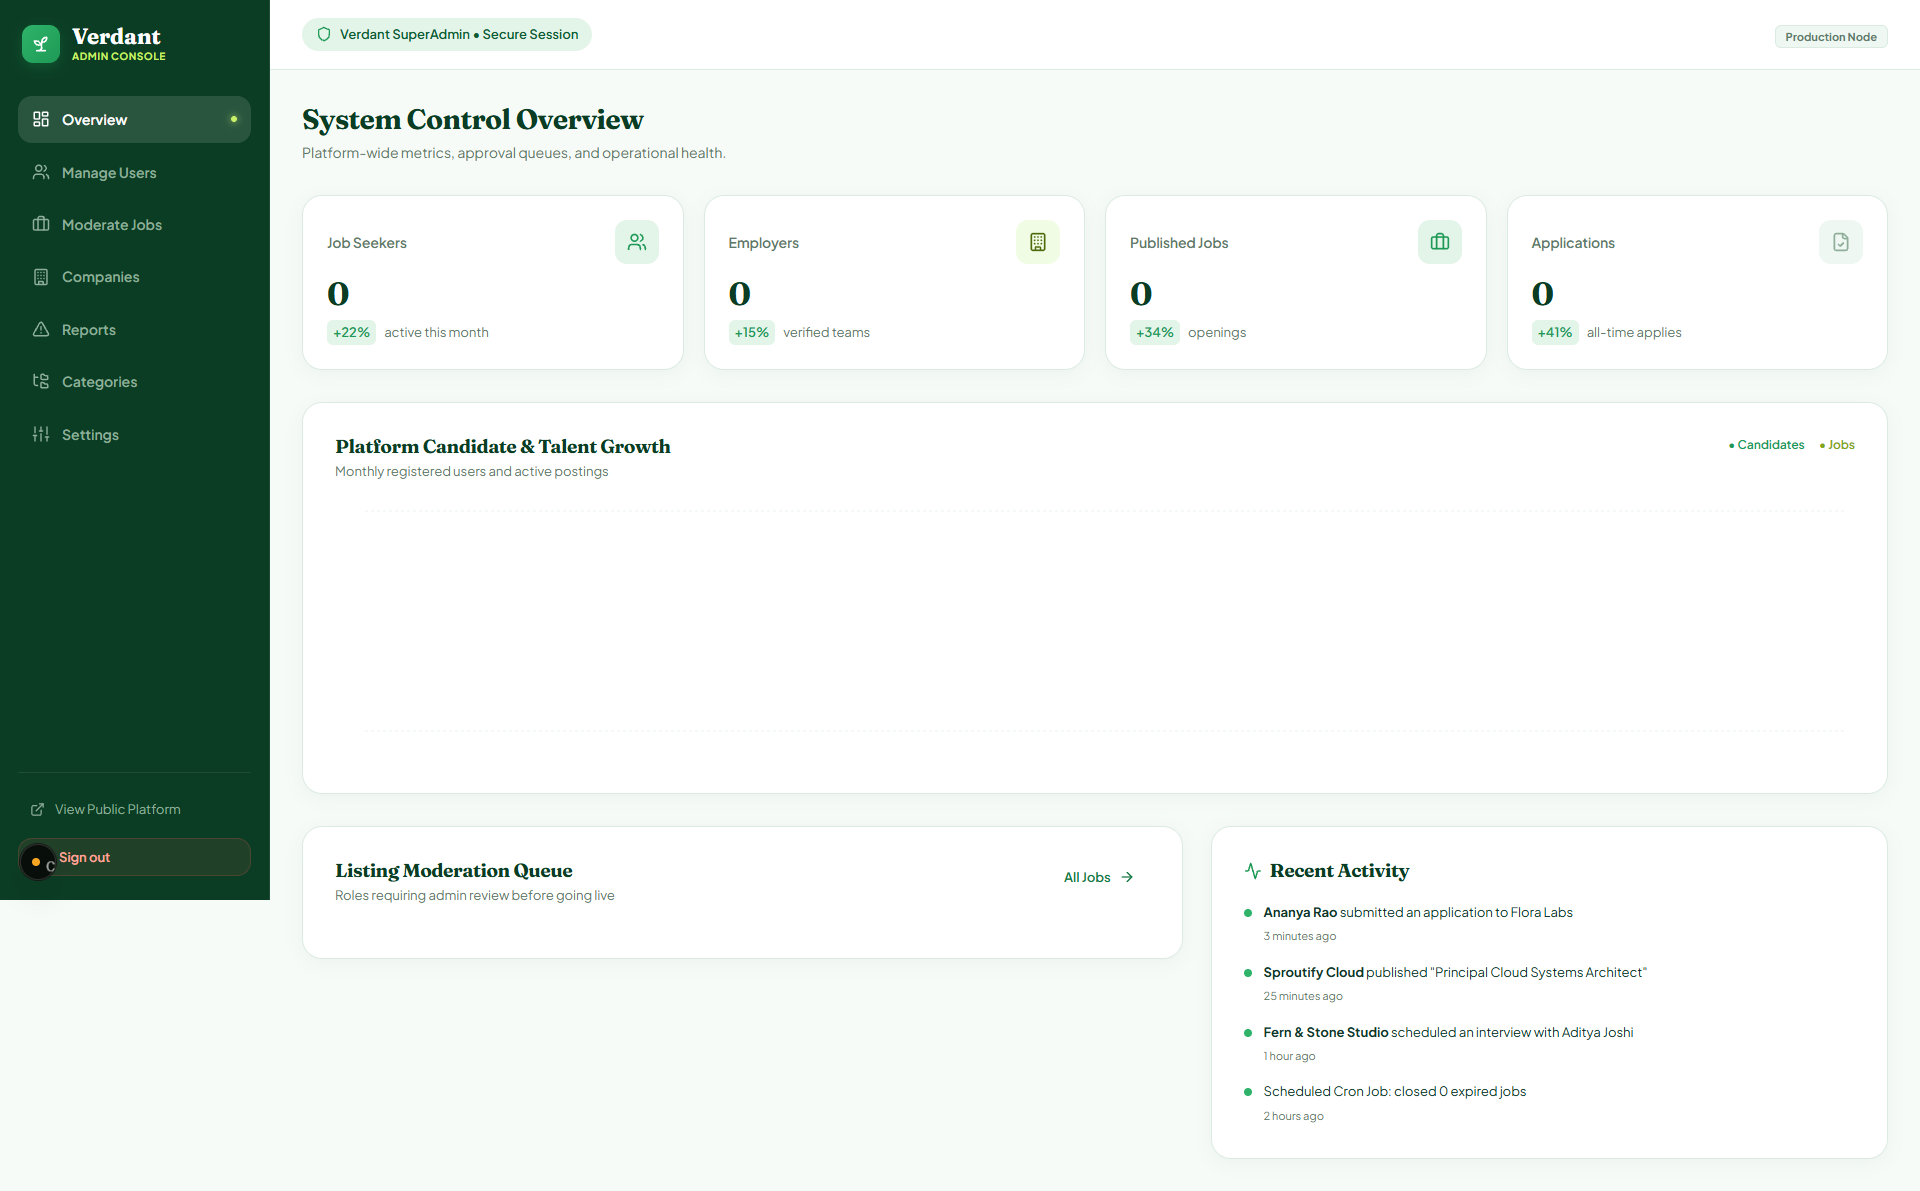 Verdant
ADMIN CONSOLE
Overview
Manage Users
Moderate Jobs
Companies
Reports
Categories
Settings
View Public Platform
C
Sign out
Verdant SuperAdmin • Secure Session
Production Node
System Control Overview
Platform-wide metrics, approval queues, and operational health.
Job Seekers
0
+22% active this month
Employers
0
+15% verified teams
Published Jobs
0
+34% openings
Applications
0
+41% all-time applies
Platform Candidate & Talent Growth
Monthly registered users and active postings
• Candidates • Jobs
Listing Moderation Queue
Roles requiring admin review before going live
All Jobs →
Recent Activity
Ananya Rao submitted an application to Flora Labs
3 minutes ago
Sproutify Cloud published "Principal Cloud Systems Architect"
25 minutes ago
Fern & Stone Studio scheduled an interview with Aditya Joshi
1 hour ago
Scheduled Cron Job: closed 0 expired jobs
2 hours ago